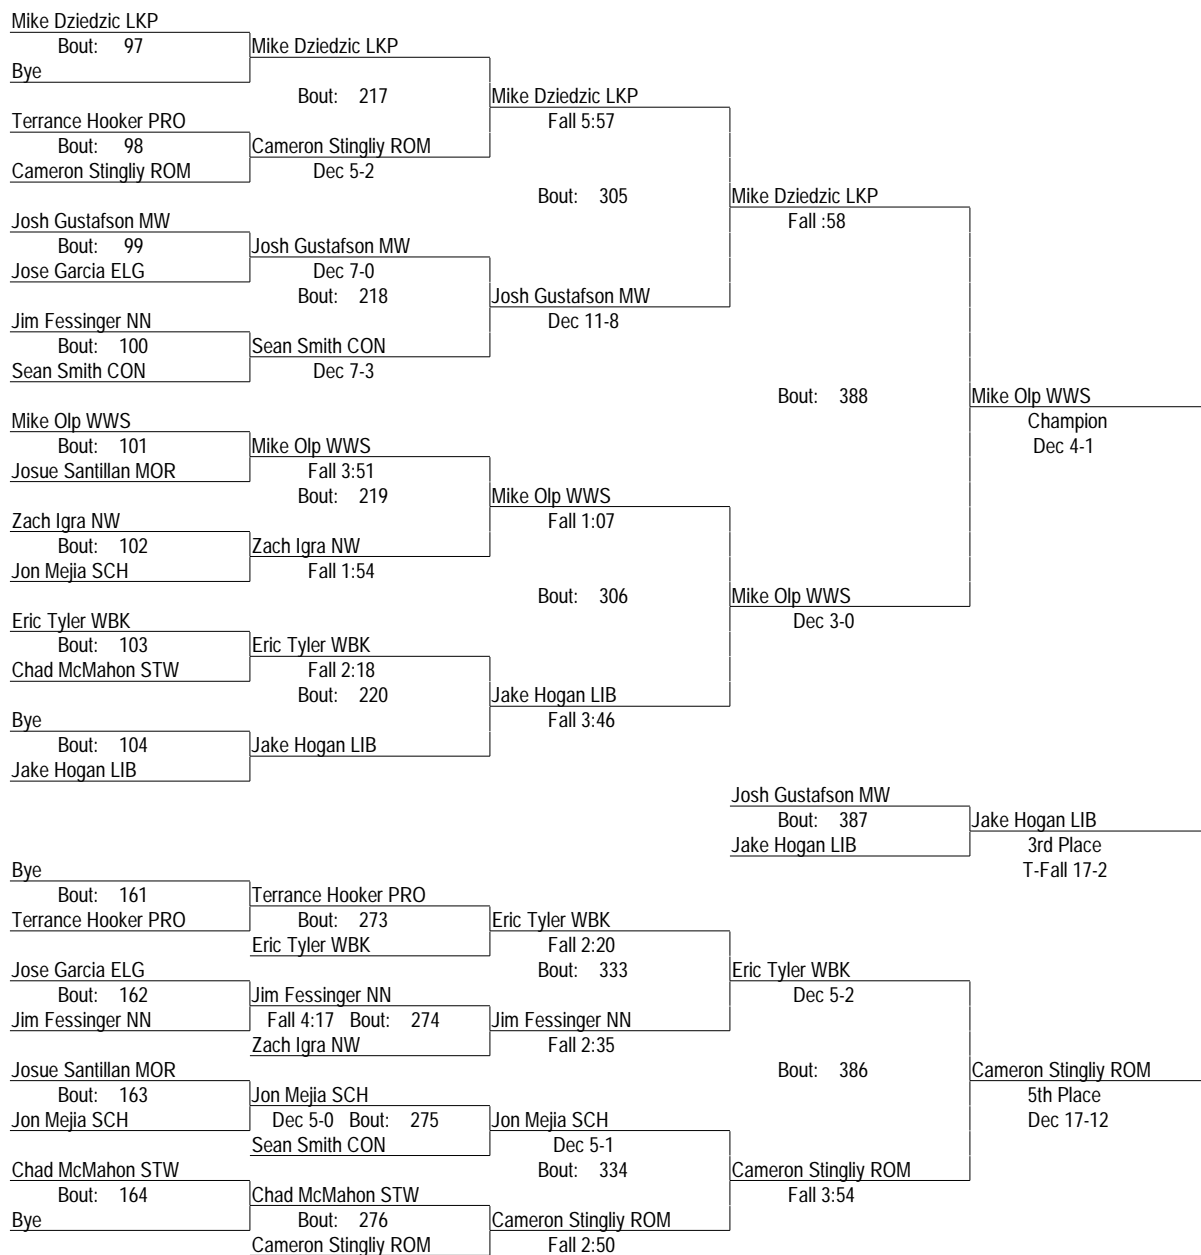 Mike Dziedzic LKP
Bout: 97 Mike Dziedzic LKP
Bye
Bout: 217 Mike Dziedzic LKP
Terrance Hooker PRO Fall 5:57
Bout: 98 Cameron Stingliy ROM
Cameron Stingliy ROM Dec 5-2
Bout: 305 Mike Dziedzic LKP
Josh Gustafson MW Fall :58
Bout: 99 Josh Gustafson MW
Jose Garcia ELG Dec 7-0
Bout: 218 Josh Gustafson MW
Jim Fessinger NN Dec 11-8
Bout: 100 Sean Smith CON
Sean Smith CON Dec 7-3
Bout: 388 Mike Olp WWS
Mike Olp WWS Champion
Bout: 101 Mike Olp WWS Dec 4-1
Josue Santillan MOR Fall 3:51
Bout: 219 Mike Olp WWS
Zach Igra NW Fall 1:07
Bout: 102 Zach Igra NW
Jon Mejia SCH Fall 1:54
Bout: 306 Mike Olp WWS
Eric Tyler WBK Dec 3-0
Bout: 103 Eric Tyler WBK
Chad McMahon STW Fall 2:18
Bout: 220 Jake Hogan LIB
Bye Fall 3:46
Bout: 104 Jake Hogan LIB
Jake Hogan LIB
Josh Gustafson MW
Bout: 387 Jake Hogan LIB
Jake Hogan LIB 3rd Place
Bye T-Fall 17-2
Bout: 161 Terrance Hooker PRO
Terrance Hooker PRO Bout: 273 Eric Tyler WBK
Eric Tyler WBK Fall 2:20
Jose Garcia ELG Bout: 333 Eric Tyler WBK
Bout: 162 Jim Fessinger NN Dec 5-2
Jim Fessinger NN Fall 4:17 Bout: 274 Jim Fessinger NN
Zach Igra NW Fall 2:35
Josue Santillan MOR Bout: 386 Cameron Stingliy ROM
Bout: 163 Jon Mejia SCH 5th Place
Jon Mejia SCH Dec 5-0 Bout: 275 Jon Mejia SCH Dec 17-12
Sean Smith CON Dec 5-1
Chad McMahon STW Bout: 334 Cameron Stingliy ROM
Bout: 164 Chad McMahon STW Fall 3:54
Bye Bout: 276 Cameron Stingliy ROM
Cameron Stingliy ROM Fall 2:50